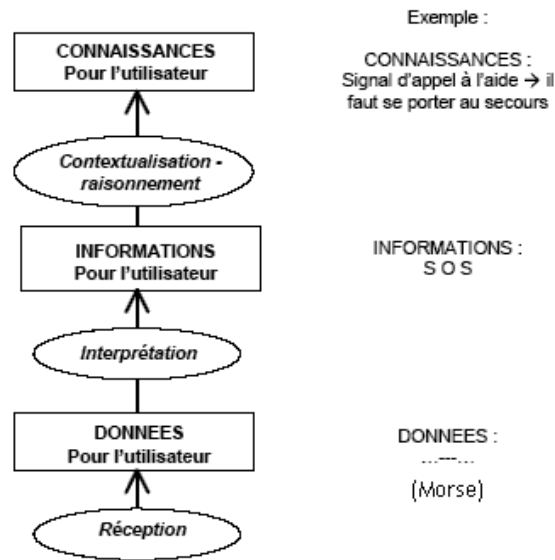 Exemple :
CONNAISSANCES
Pour l'utilisateur
CONNAISSANCES :
Signal d'appel à l'aide → il
faut se porter au secours
Contextualisation -
raisonnement
INFORMATIONS
Pour l'utilisateur
INFORMATIONS :
S O S
Interprétation
DONNEES
Pour l'utilisateur
DONNEES :
...---...
(Morse)
Réception